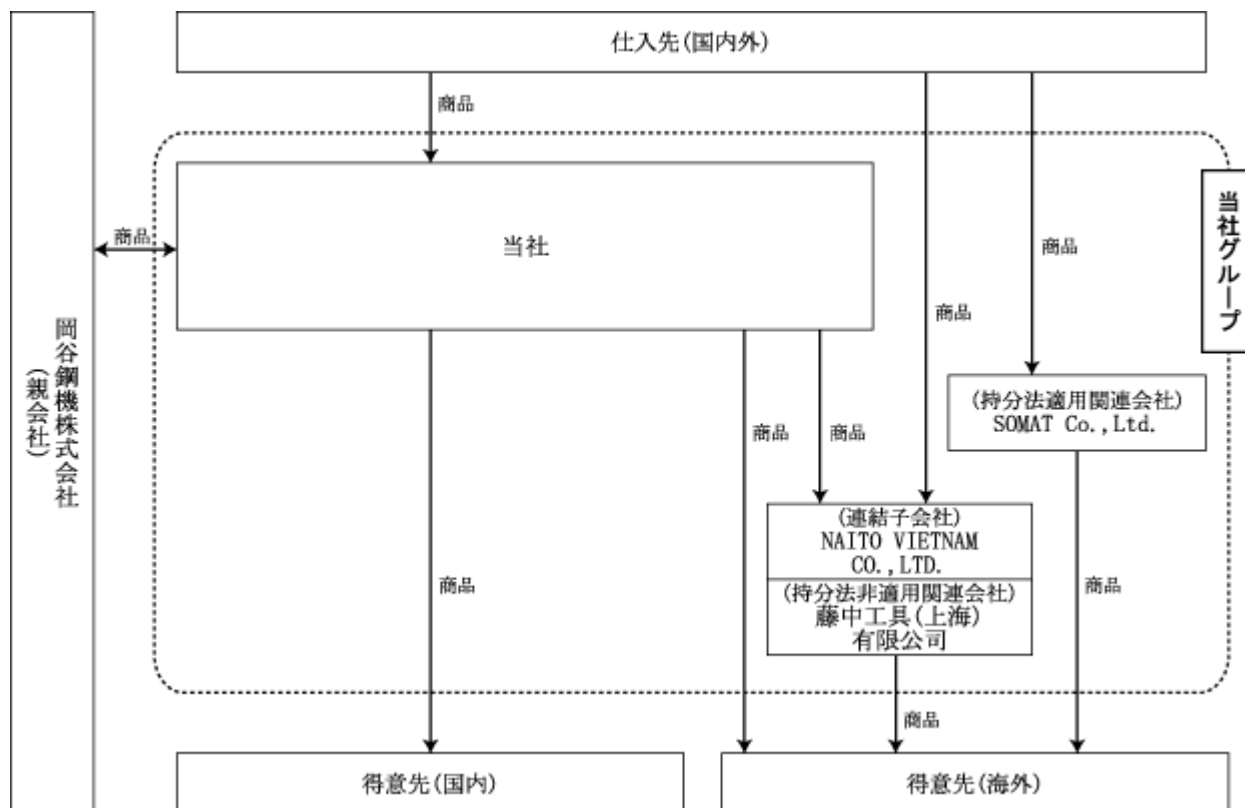 仕入先(国内外)
商品
当社グループ
当社
商品
商品
商品
岡谷鋼機株式会社
(親会社)
(持分法適用関連会社)
SOMAT Co.,Ltd.
商品
商品
(連結子会社)
NAITO VIETNAM
CO.,LTD.
(持分法非適用関連会社)
藤中工具(上海)
有限公司
商品
商品
商品
得意先(国内)
得意先(海外)